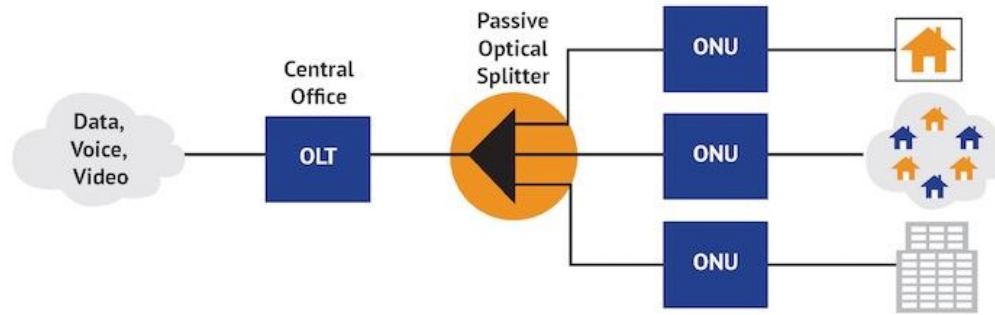 Data,
Voice,
Video
Central
Office
OLT
Passive
Optical
Splitter
ONU
ONU
ONU